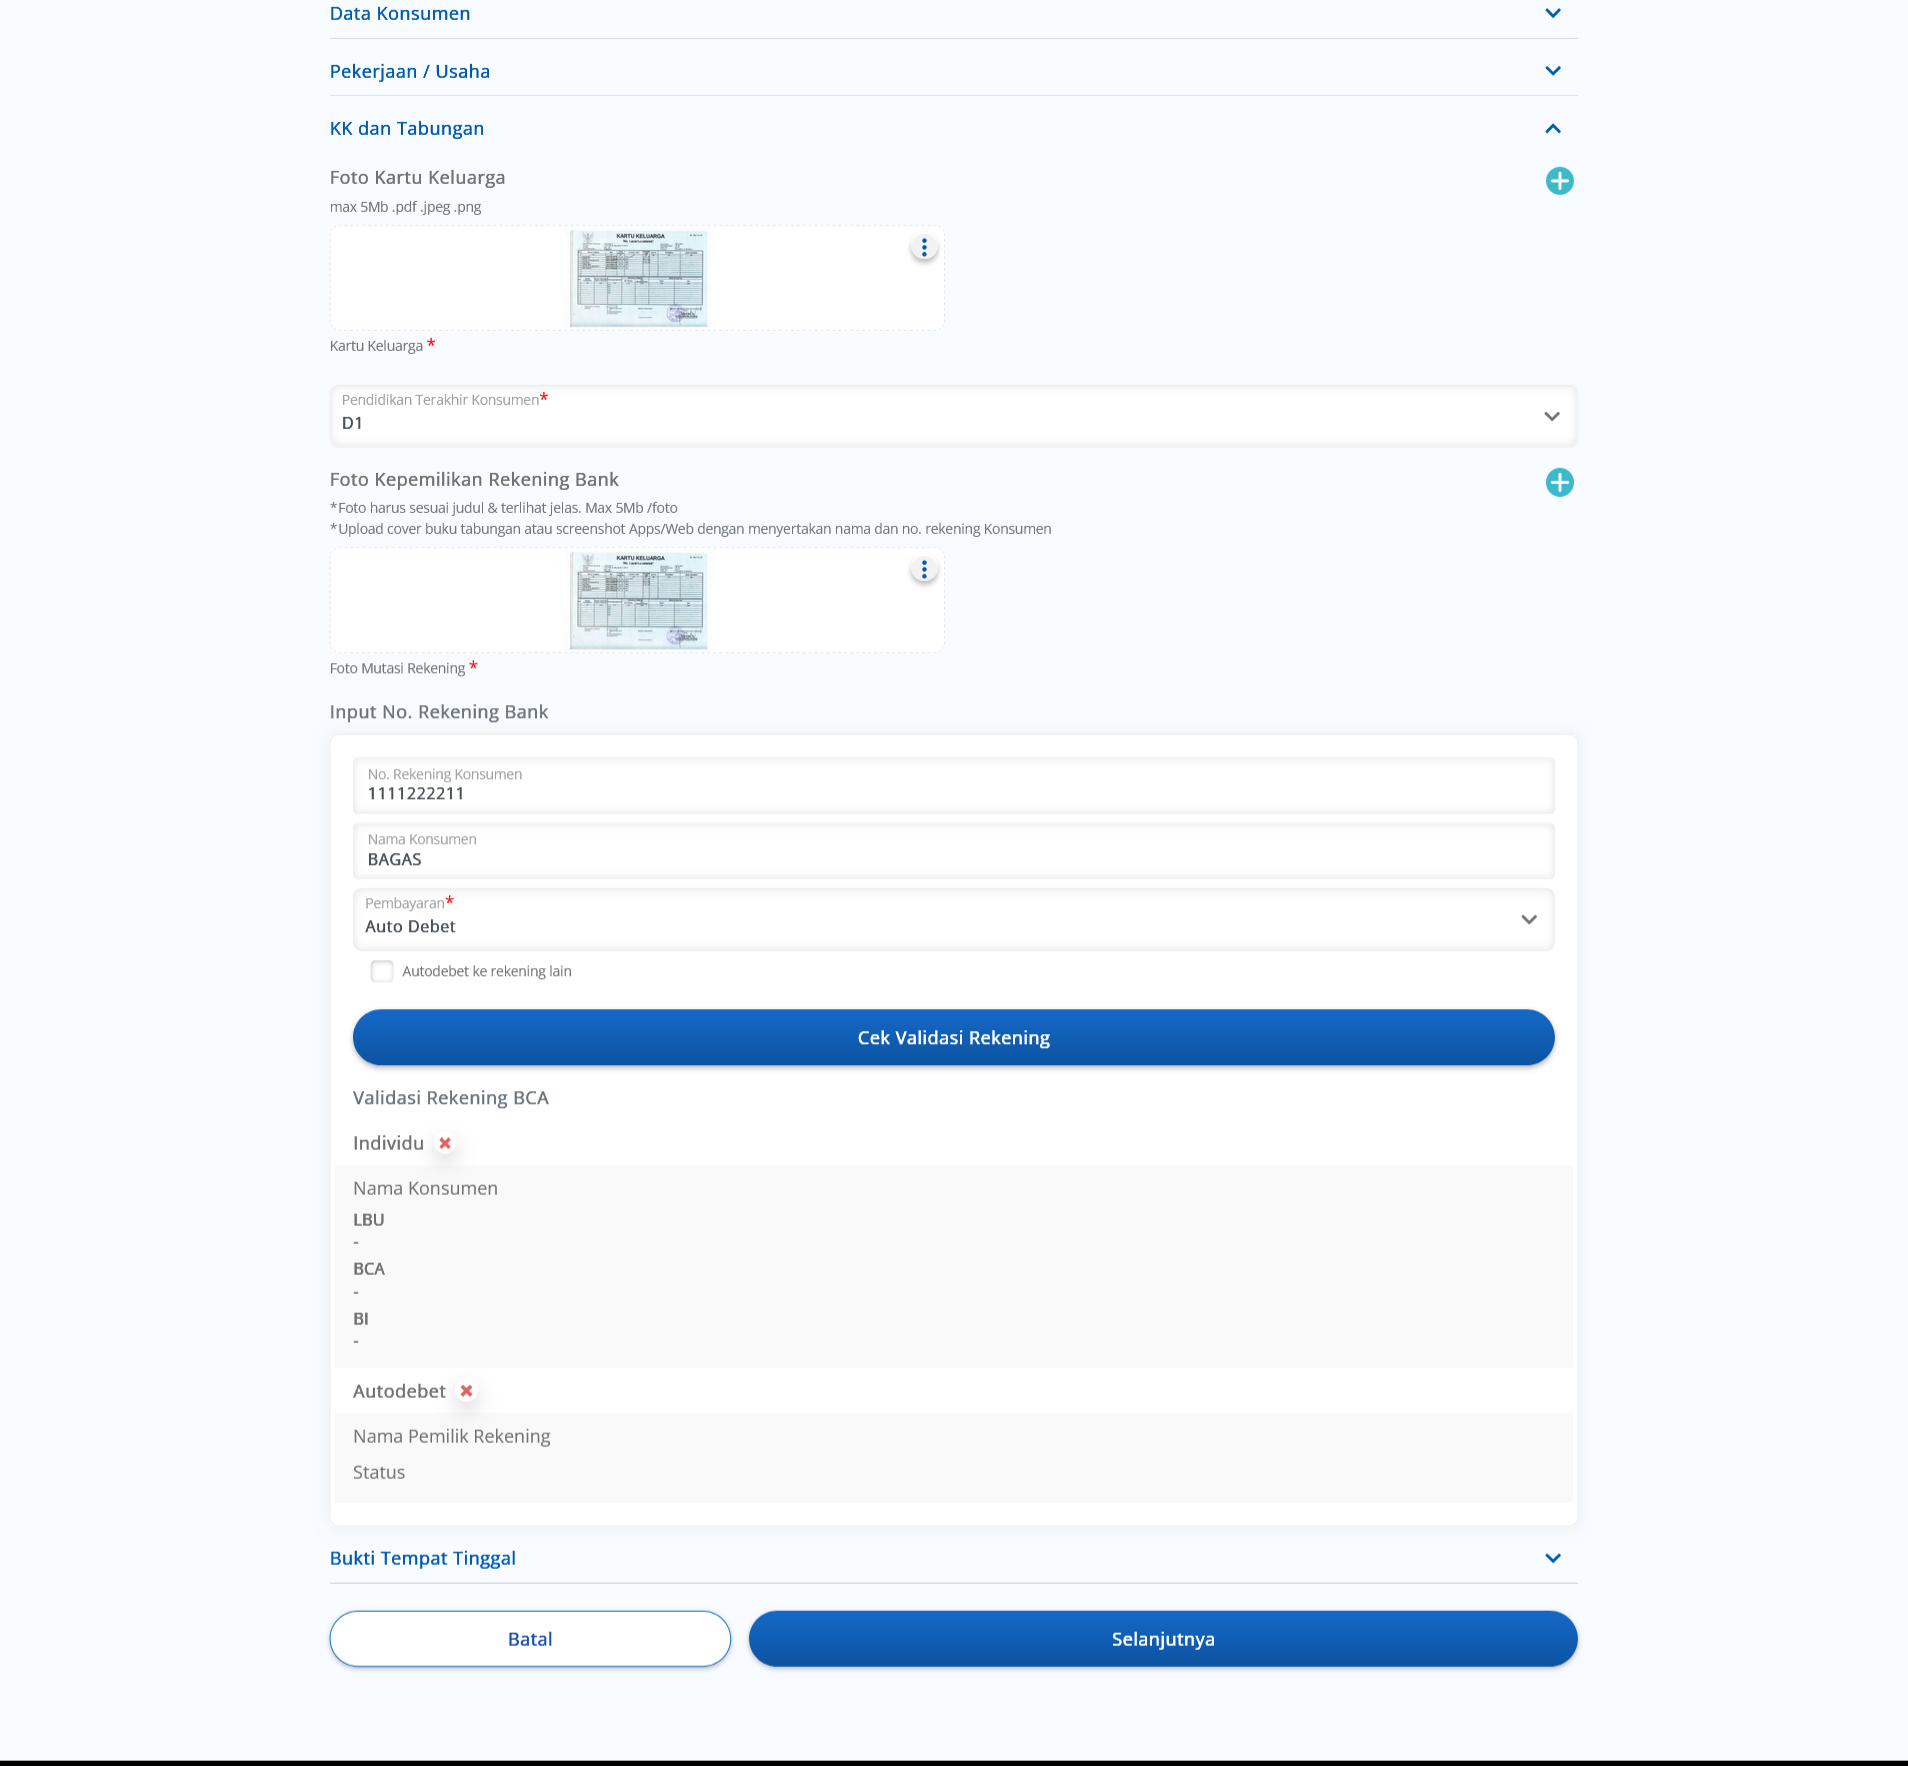 Data Konsumen
Pekerjaan / Usaha
KK dan Tabungan
Foto Kartu Keluarga
max 5Mb .pdf .jpeg .png
KARTU KELUARGA
Kartu Keluarga *
Pendidikan Terakhir Konsumen*
D1
Foto Kepemilikan Rekening Bank
*Foto harus sesuai judul & terlihat jelas. Max 5Mb /foto
*Upload cover buku tabungan atau screenshot Apps/Web dengan menyertakan nama dan no. rekening Konsumen
KARTU KELUARGA
Foto Mutasi Rekening *
Input No. Rekening Bank
No. Rekening Konsumen
1111222211
Nama Konsumen
BAGAS
Pembayaran*
Auto Debet
Autodebet ke rekening lain
Cek Validasi Rekening
Validasi Rekening BCA
Individu
Nama Konsumen
LBU
-
BCA
-
BI
-
Autodebet
Nama Pemilik Rekening
Status
Bukti Tempat Tinggal
Batal
Selanjutnya